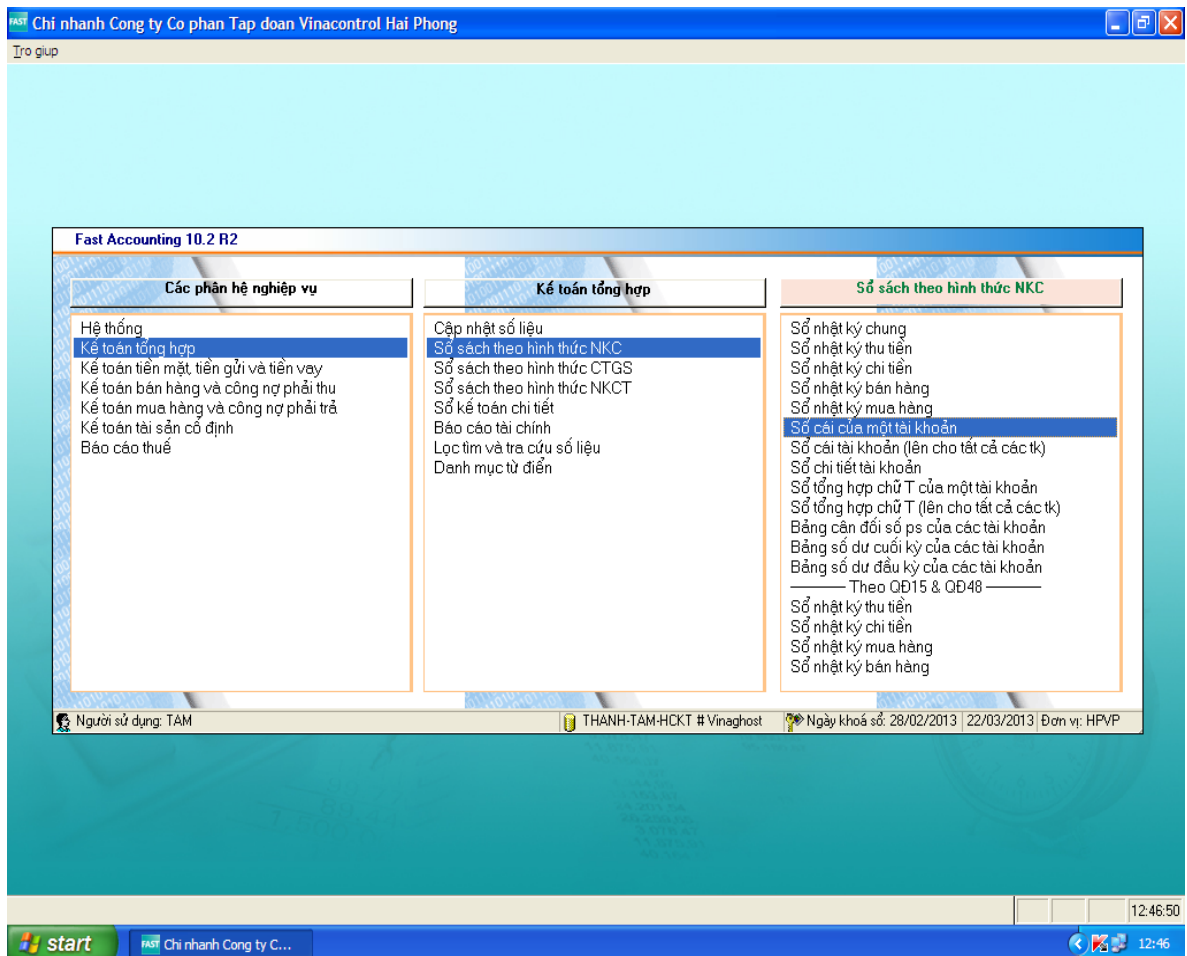 FAST Chi nhanh Cong ty Co phan Tap doan Vinacontrol Hai Phong
Tro giup
Fast Accounting 10.2 R2
Các phân hệ nghiệp vụ
Hệ thống
Kế toán tổng hợp
Kế toán tiền mặt, tiền gửi và tiền vay
Kế toán bán hàng và công nợ phải thu
Kế toán mua hàng và công nợ phải trả
Kế toán tài sản cố định
Báo cáo thuế
Kế toán tổng hợp
Cập nhật số liệu
Sổ sách theo hình thức NKC
Sổ sách theo hình thức CTGS
Sổ sách theo hình thức NKCT
Sổ kế toán chi tiết
Báo cáo tài chính
Lọc tìm và tra cứu số liệu
Danh mục từ điển
Sổ sách theo hình thức NKC
Sổ nhật ký chung
Sổ nhật ký thu tiền
Sổ nhật ký chi tiền
Sổ nhật ký bán hàng
Sổ nhật ký mua hàng
Sổ cái của một tài khoản
Sổ cái tài khoản (lên cho tất cả các tk)
Sổ chi tiết tài khoản
Sổ tổng hợp chữ T của một tài khoản
Sổ tổng hợp chữ T (lên cho tất cả các tk)
Bảng cân đối số ps của các tài khoản
Bảng số dư cuối kỳ của các tài khoản
Bảng số dư đầu kỳ của các tài khoản
Theo QĐ15 & QĐ48
Sổ nhật ký thu tiền
Sổ nhật ký chi tiền
Sổ nhật ký mua hàng
Sổ nhật ký bán hàng
Người sử dụng: TAM
THANH-TAM-HCKT # Vinaghost
Ngày khoá sổ: 28/02/2013
22/03/2013
Đơn vị: HPVP
12:46:50
start
FAST Chi nhanh Cong ty C...
12:46